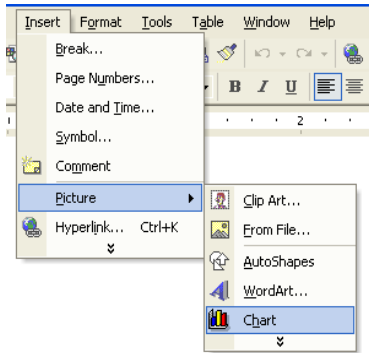 Insert Format Tools Table Window Help
Break...
Page Numbers...
B I U
Date and Time...
2
Symbol...
Comment
Picture
Clip Art...
Hyperlink... Ctrl+K
From File...
AutoShapes
WordArt...
Chart